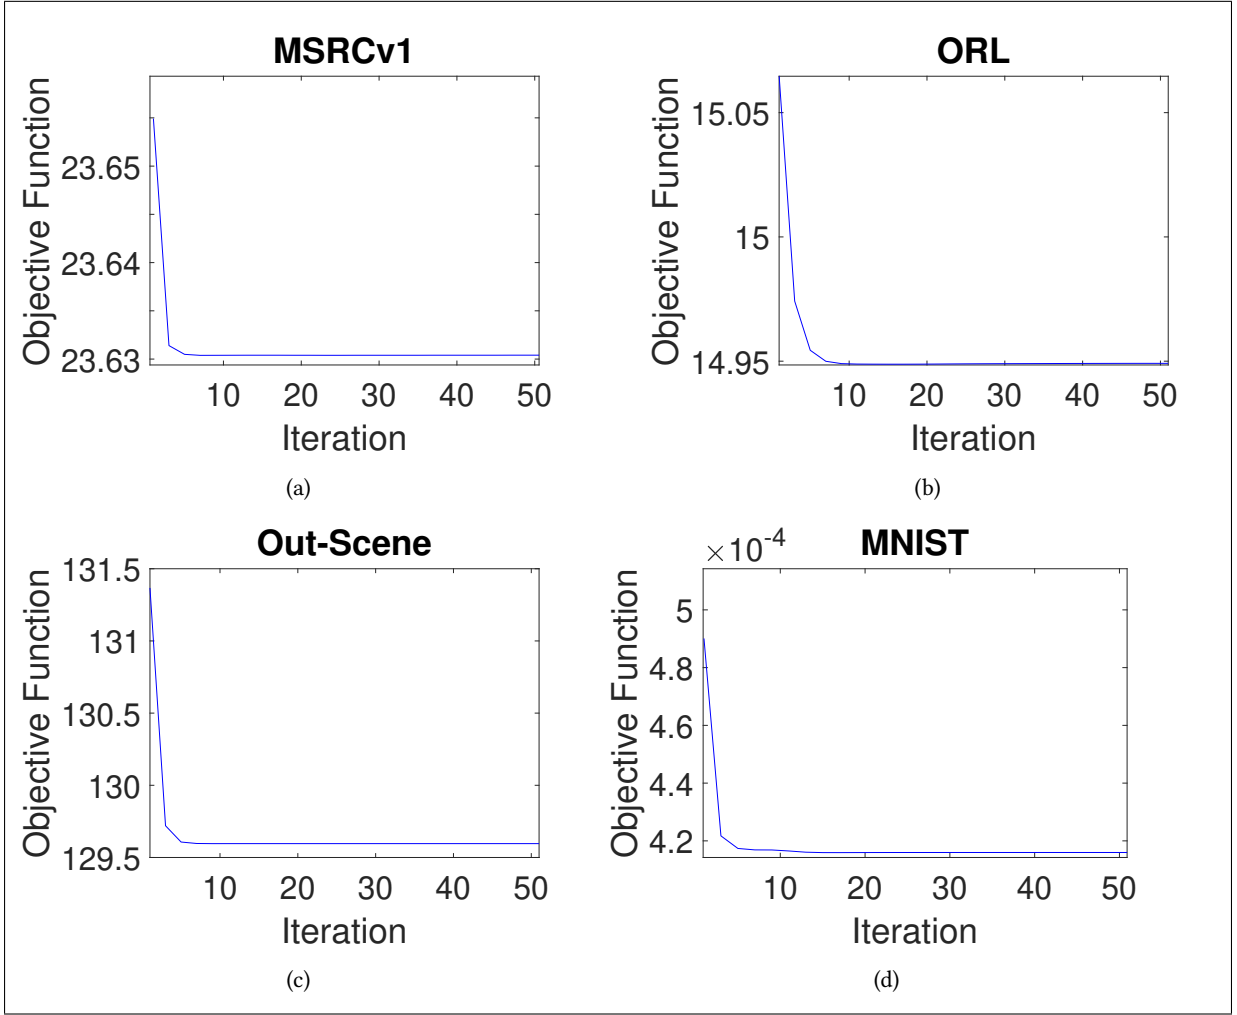 MSRCv1
Objective Function
23.65
23.64
23.63
10 20 30 40 50
Iteration
(a)
ORL
Objective Function
15.05
15
14.95
10 20 30 40 50
Iteration
(b)
Out-Scene
Objective Function
131.5
131
130.5
130
129.5
10 20 30 40 50
Iteration
(c)
×10⁻⁴
MNIST
Objective Function
5
4.8
4.6
4.4
4.2
10 20 30 40 50
Iteration
(d)